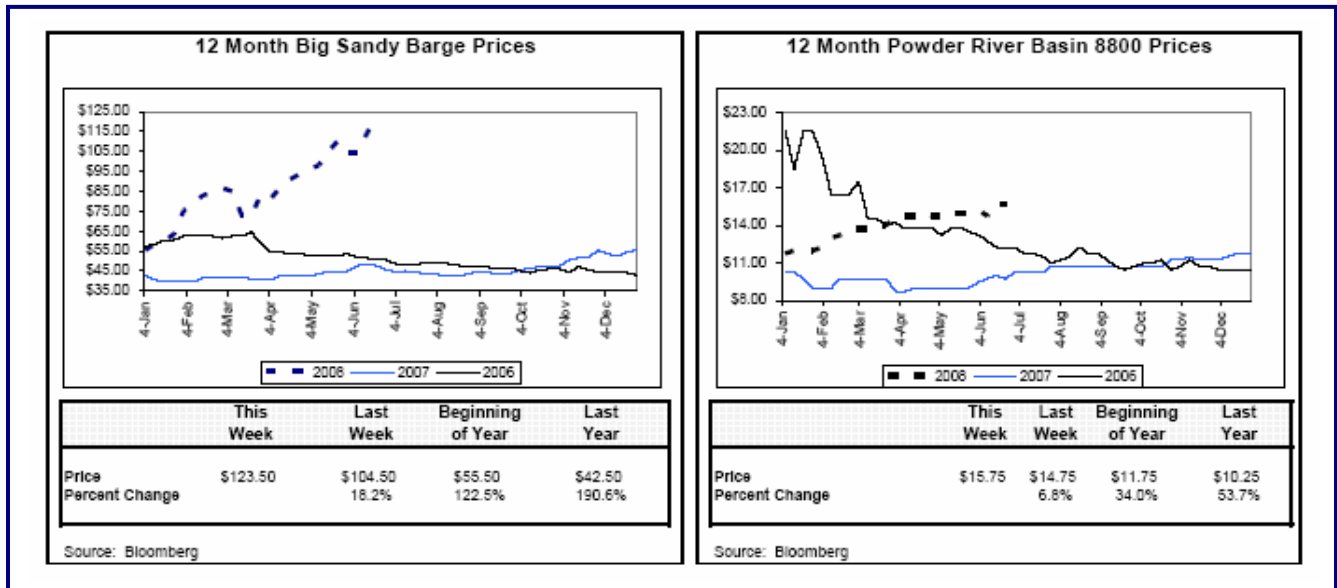 12 Month Big Sandy Barge Prices
$125.00
$115.00
$105.00
$95.00
$85.00
$75.00
$65.00
$55.00
$45.00
$35.00
4-Jan
4-Feb
4-Mar
4-Apr
4-May
4-Jun
4-Jul
4-Aug
4-Sep
4-Oct
4-Nov
4-Dec
2008 2007 2006
This Last Beginning Last
Week Week of Year Year
Price $123.50 $104.50 $55.50 $42.50
Percent Change 18.2% 122.5% 190.6%
Source: Bloomberg
12 Month Powder River Basin 8800 Prices
$23.00
$20.00
$17.00
$14.00
$11.00
$8.00
4-Jan
4-Feb
4-Mar
4-Apr
4-May
4-Jun
4-Jul
4-Aug
4-Sep
4-Oct
4-Nov
4-Dec
2008 2007 2006
This Last Beginning Last
Week Week of Year Year
Price $15.75 $14.75 $11.75 $10.25
Percent Change 6.8% 34.0% 53.7%
Source: Bloomberg